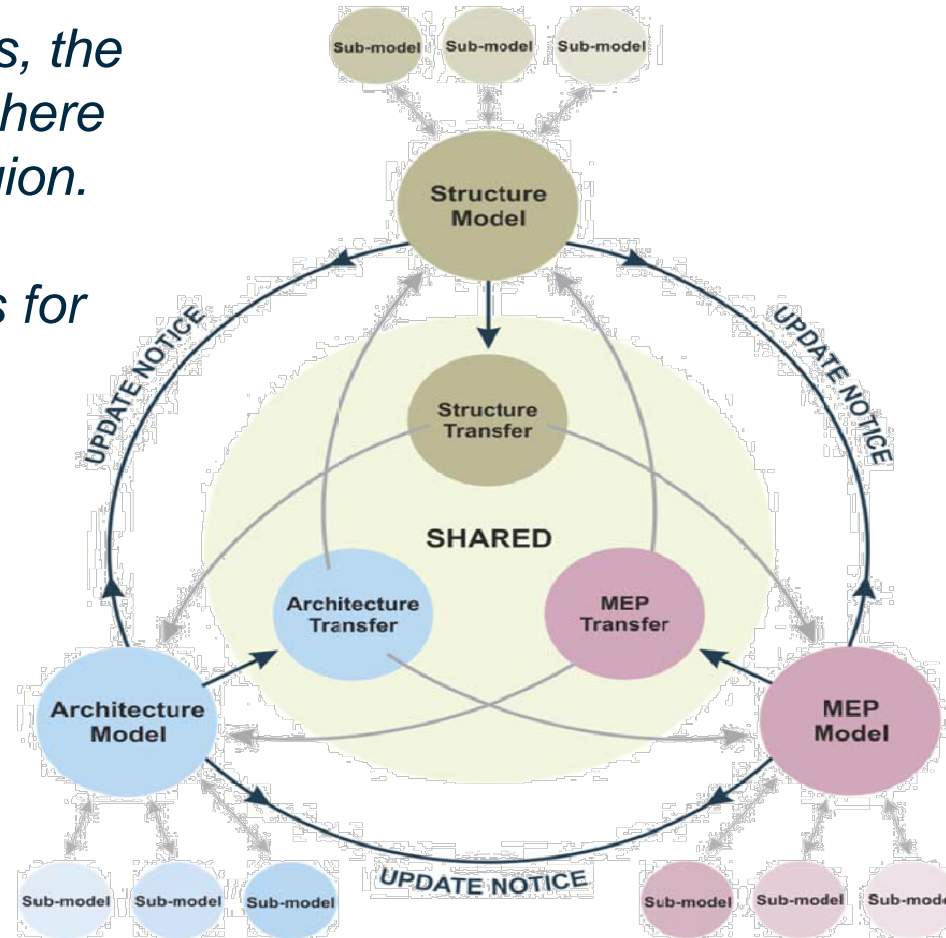 s, the
here
gion.
s for
Sub-model Sub-model Sub-model
Structure
Model
UPDATE NOTICE
UPDATE NOTICE
Structure
Transfer
SHARED
Architecture
Transfer
MEP
Transfer
Architecture
Model
MEP
Model
UPDATE NOTICE
Sub-model Sub-model Sub-model
Sub-model Sub-model Sub-mode